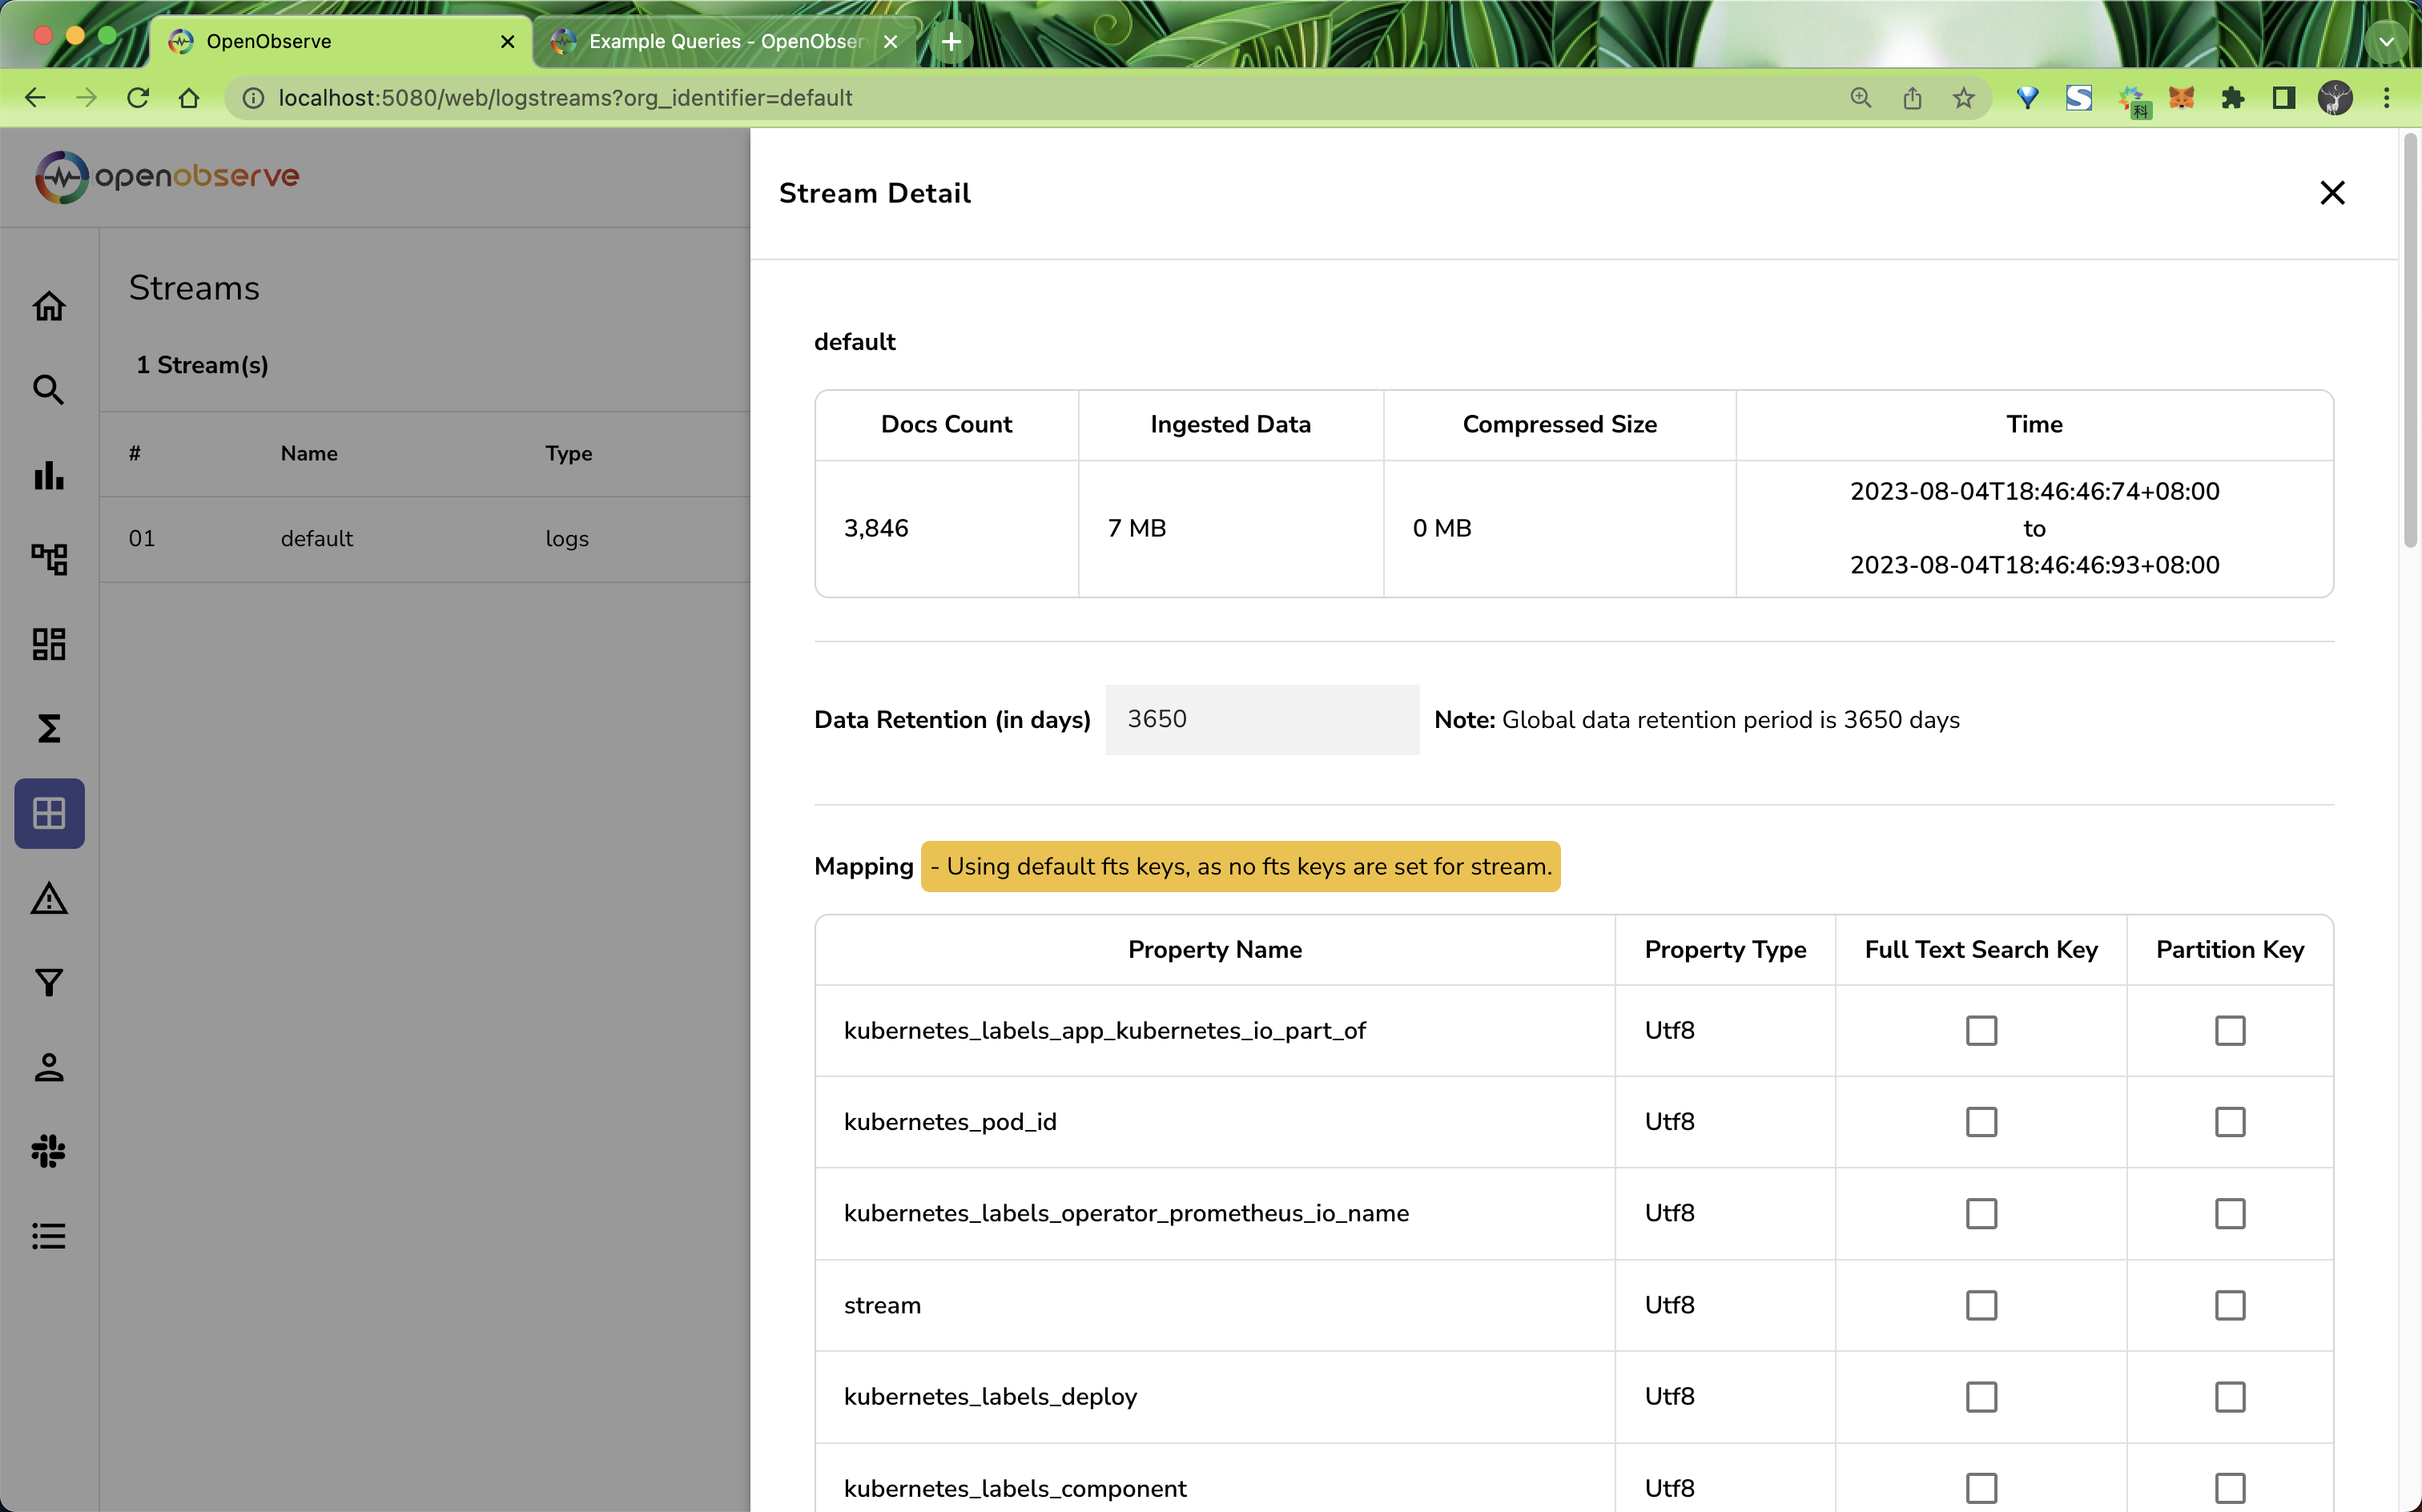 OpenObserve
Example Queries - OpenObser
localhost:5080/web/logstreams?org_identifier=default
科
openobserve
Streams
1 Stream(s)
# Name Type
01 default logs
Stream Detail
default
Docs Count Ingested Data Compressed Size Time
3,846 7 MB 0 MB 2023-08-04T18:46:46:74+08:00
to
2023-08-04T18:46:46:93+08:00
Data Retention (in days) 3650 Note: Global data retention period is 3650 days
Mapping - Using default fts keys, as no fts keys are set for stream.
Property Name Property Type Full Text Search Key Partition Key
kubernetes_labels_app_kubernetes_io_part_of Utf8
kubernetes_pod_id Utf8
kubernetes_labels_operator_prometheus_io_name Utf8
stream Utf8
kubernetes_labels_deploy Utf8
kubernetes_labels_component Utf8